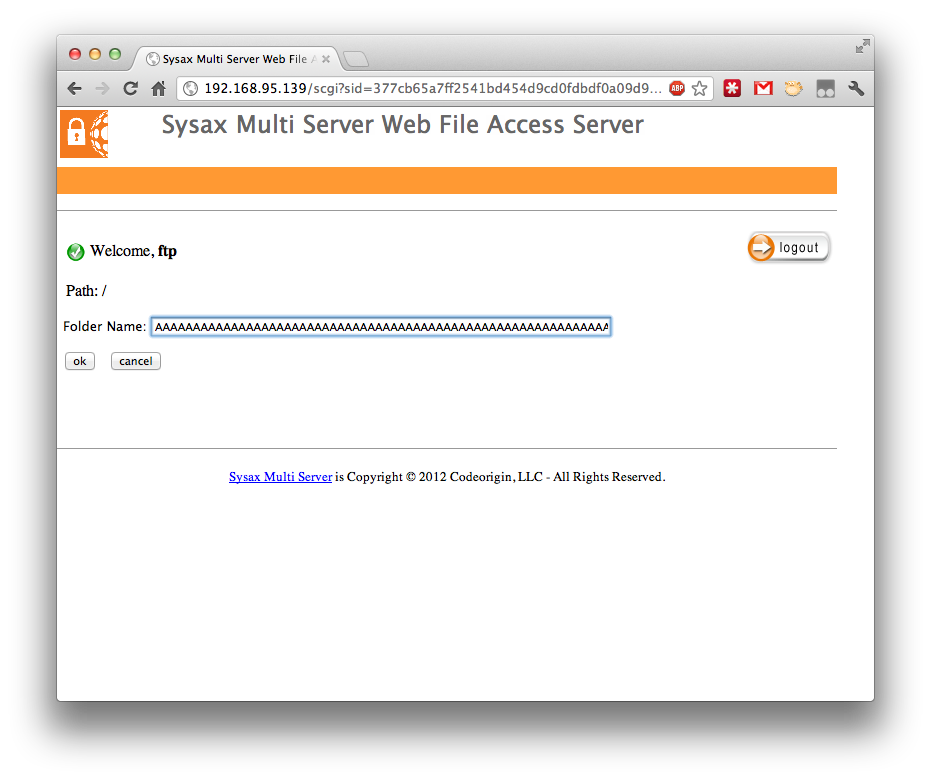 Sysax Multi Server Web File A
192.168.95.139/scgi?sid=377cb65a7ff2541bd454d9cd0fdbdf0a09d9...
ABP
Sysax Multi Server Web File Access Server
Welcome, ftp
logout
Path: /
Folder Name: AAAAAAAAAAAAAAAAAAAAAAAAAAAAAAAAAAAAAAAAAAAAAAAAAAAAAAAAAAAA
ok cancel
Sysax Multi Server is Copyright © 2012 Codeorigin, LLC - All Rights Reserved.